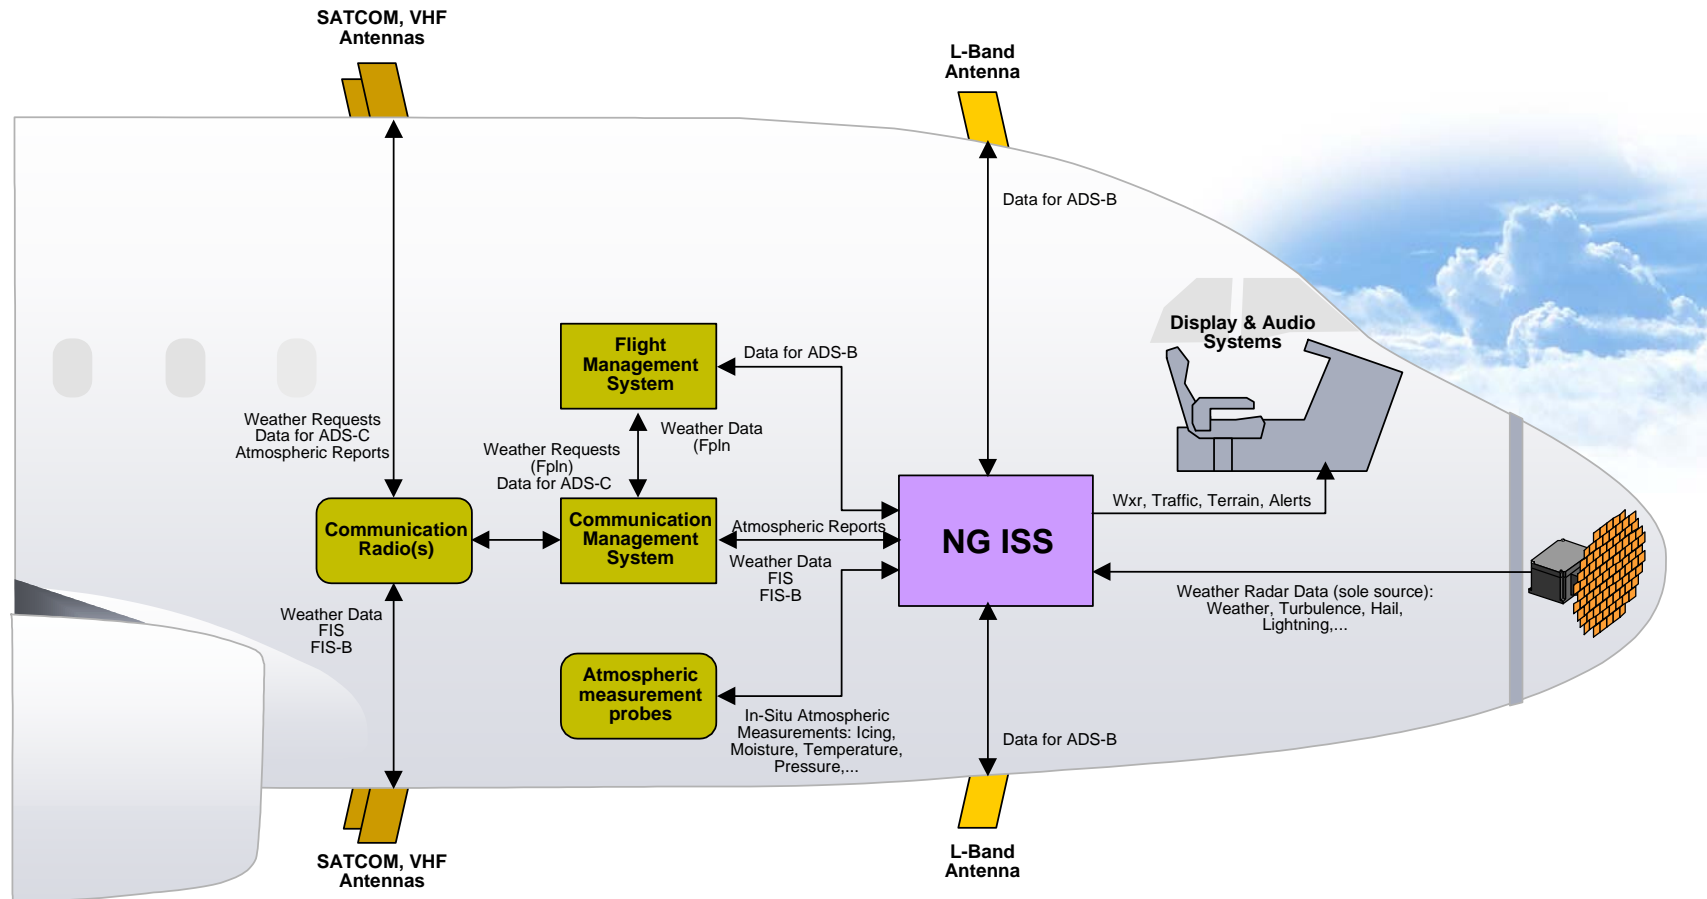 SATCOM, VHF
Antennas
L-Band
Antenna
Data for ADS-B
Display & Audio
Systems
Flight
Management
System
Data for ADS-B
Weather Requests
Data for ADS-C
Atmospheric Reports
Weather Data
(Fpln
Weather Requests
(Fpln)
Data for ADS-C
Communication
Radio(s)
Communication
Management
System
Atmospheric Reports
NG ISS
Wxr, Traffic, Terrain, Alerts
Weather Data
FIS
FIS-B
Weather Radar Data (sole source):
Weather, Turbulence, Hail,
Lightning,...
Weather Data
FIS
FIS-B
Atmospheric
measurement
probes
In-Situ Atmospheric
Measurements: Icing,
Moisture, Temperature,
Pressure,...
Data for ADS-B
SATCOM, VHF
Antennas
L-Band
Antenna